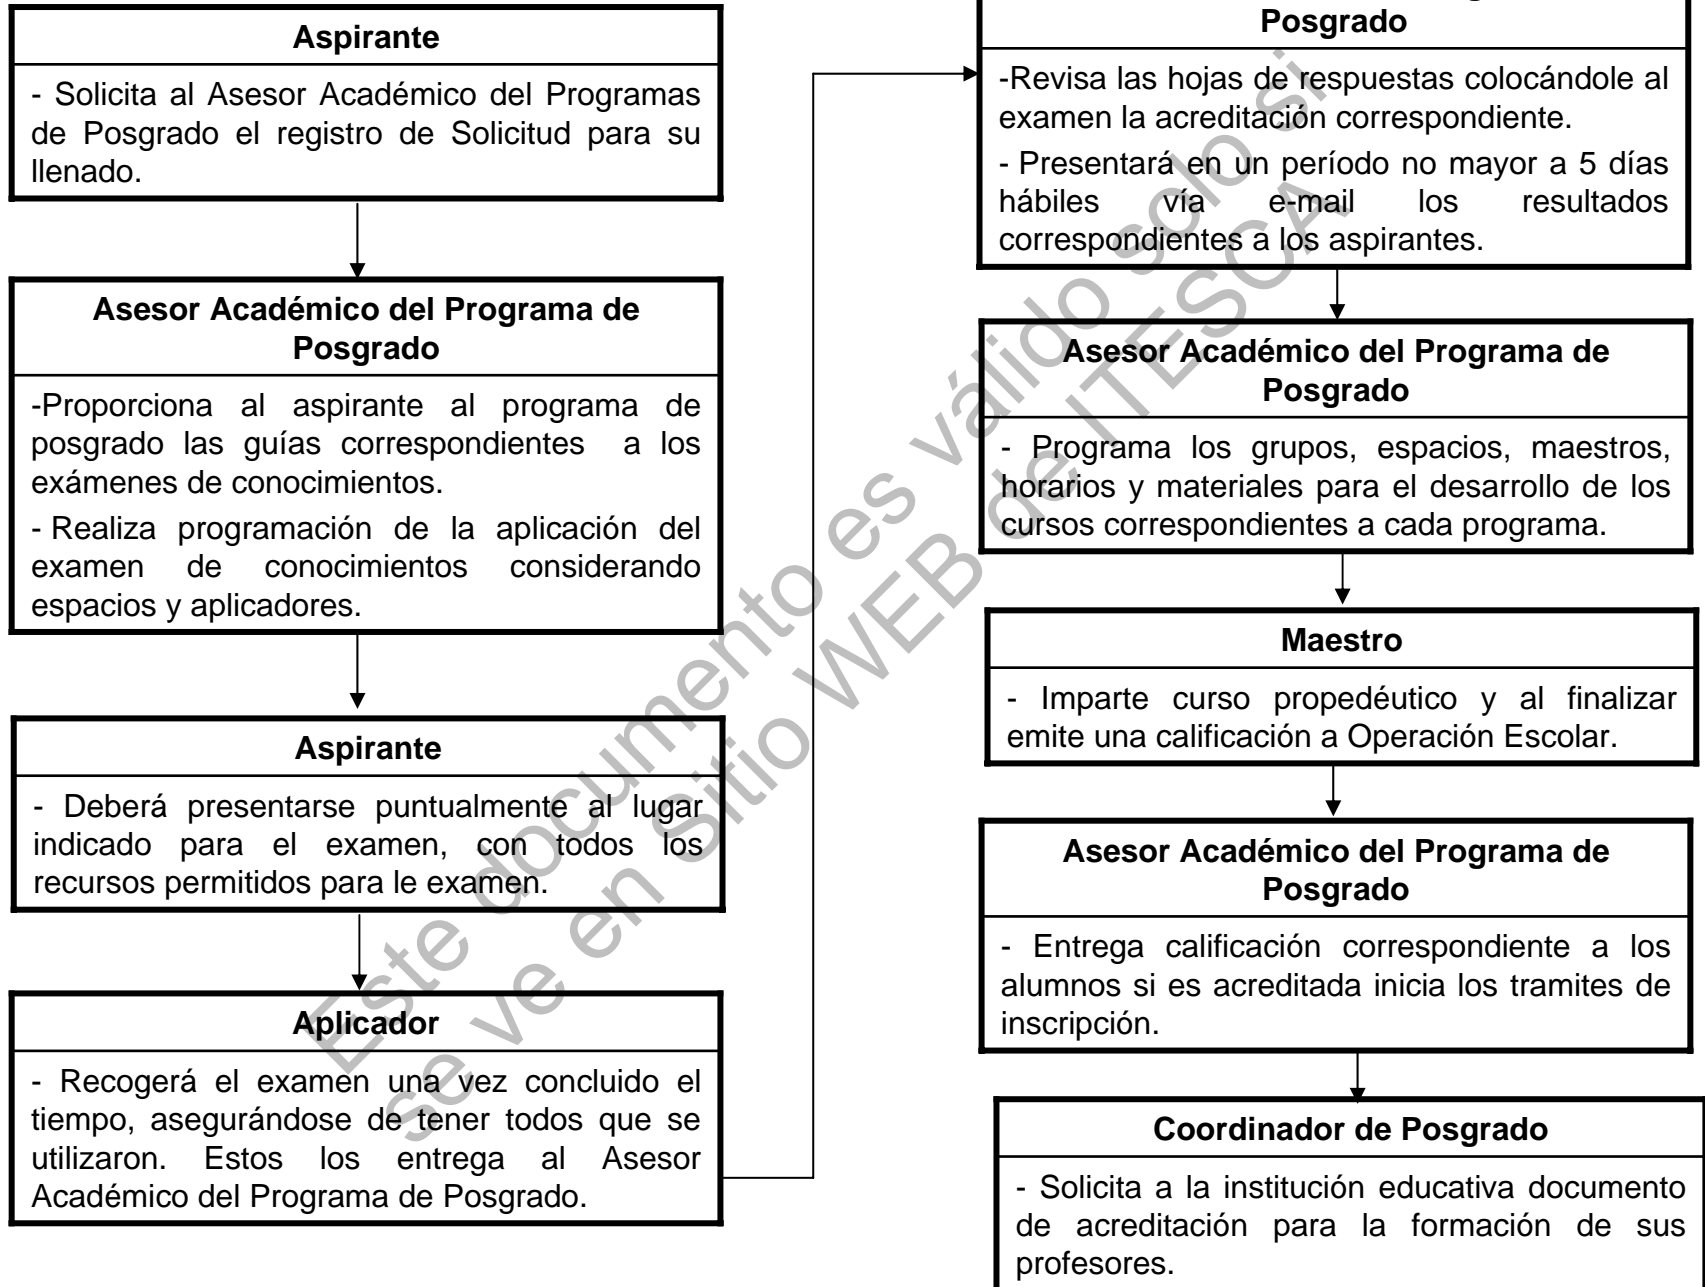 Aspirante
- Solicita al Asesor Académico del Programas
de Posgrado el registro de Solicitud para su
llenado.
Asesor Académico del Programa de
Posgrado
-Proporciona al aspirante al programa de
posgrado las guías correspondientes a los
exámenes de conocimientos.
- Realiza programación de la aplicación del
examen de conocimientos considerando
espacios y aplicadores.
Aspirante
- Deberá presentarse puntualmente al lugar
indicado para el examen, con todos los
recursos permitidos para le examen.
Aplicador
- Recogerá el examen una vez concluido el
tiempo, asegurándose de tener todos que se
utilizaron. Estos los entrega al Asesor
Académico del Programa de Posgrado.
Posgrado
-Revisa las hojas de respuestas colocándole al
examen la acreditación correspondiente.
- Presentará en un período no mayor a 5 días
hábiles vía e-mail los resultados
correspondientes a los aspirantes.
Asesor Académico del Programa de
Posgrado
- Programa los grupos, espacios, maestros,
horarios y materiales para el desarrollo de los
cursos correspondientes a cada programa.
Maestro
- Imparte curso propedéutico y al finalizar
emite una calificación a Operación Escolar.
Asesor Académico del Programa de
Posgrado
- Entrega calificación correspondiente a los
alumnos si es acreditada inicia los tramites de
inscripción.
Coordinador de Posgrado
- Solicita a la institución educativa documento
de acreditación para la formación de sus
profesores.
Este documento es válido solo si
se ve en Sitio WEB de ITESCA